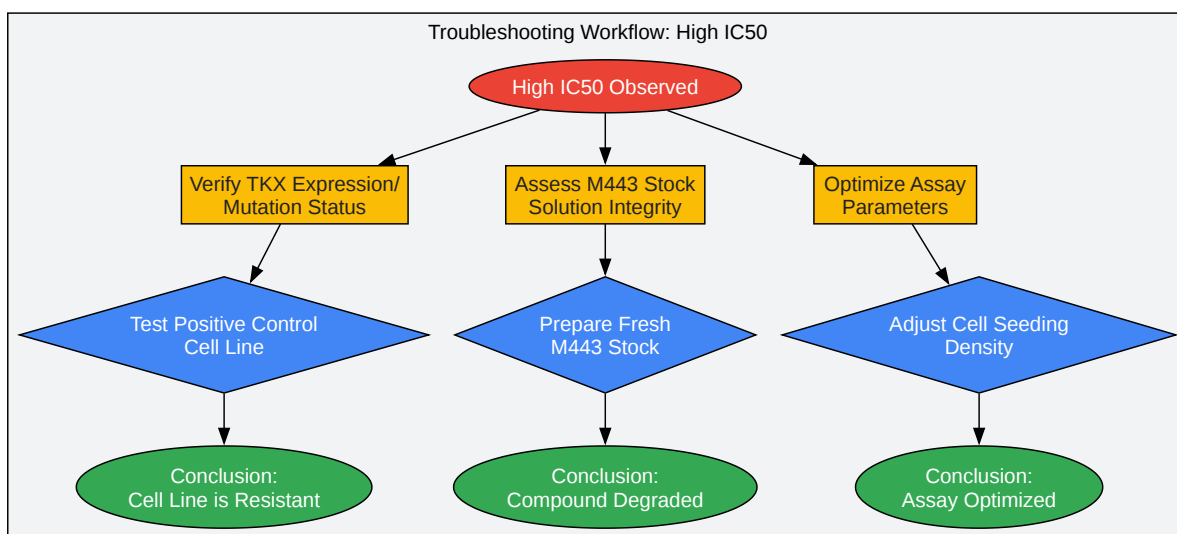 Troubleshooting Workflow: High IC50
High IC50 Observed
Verify TKX Expression/
Mutation Status
Assess M443 Stock
Solution Integrity
Optimize Assay
Parameters
Test Positive Control
Cell Line
Prepare Fresh
M443 Stock
Adjust Cell Seeding
Density
Conclusion:
Cell Line is Resistant
Conclusion:
Compound Degraded
Conclusion:
Assay Optimized